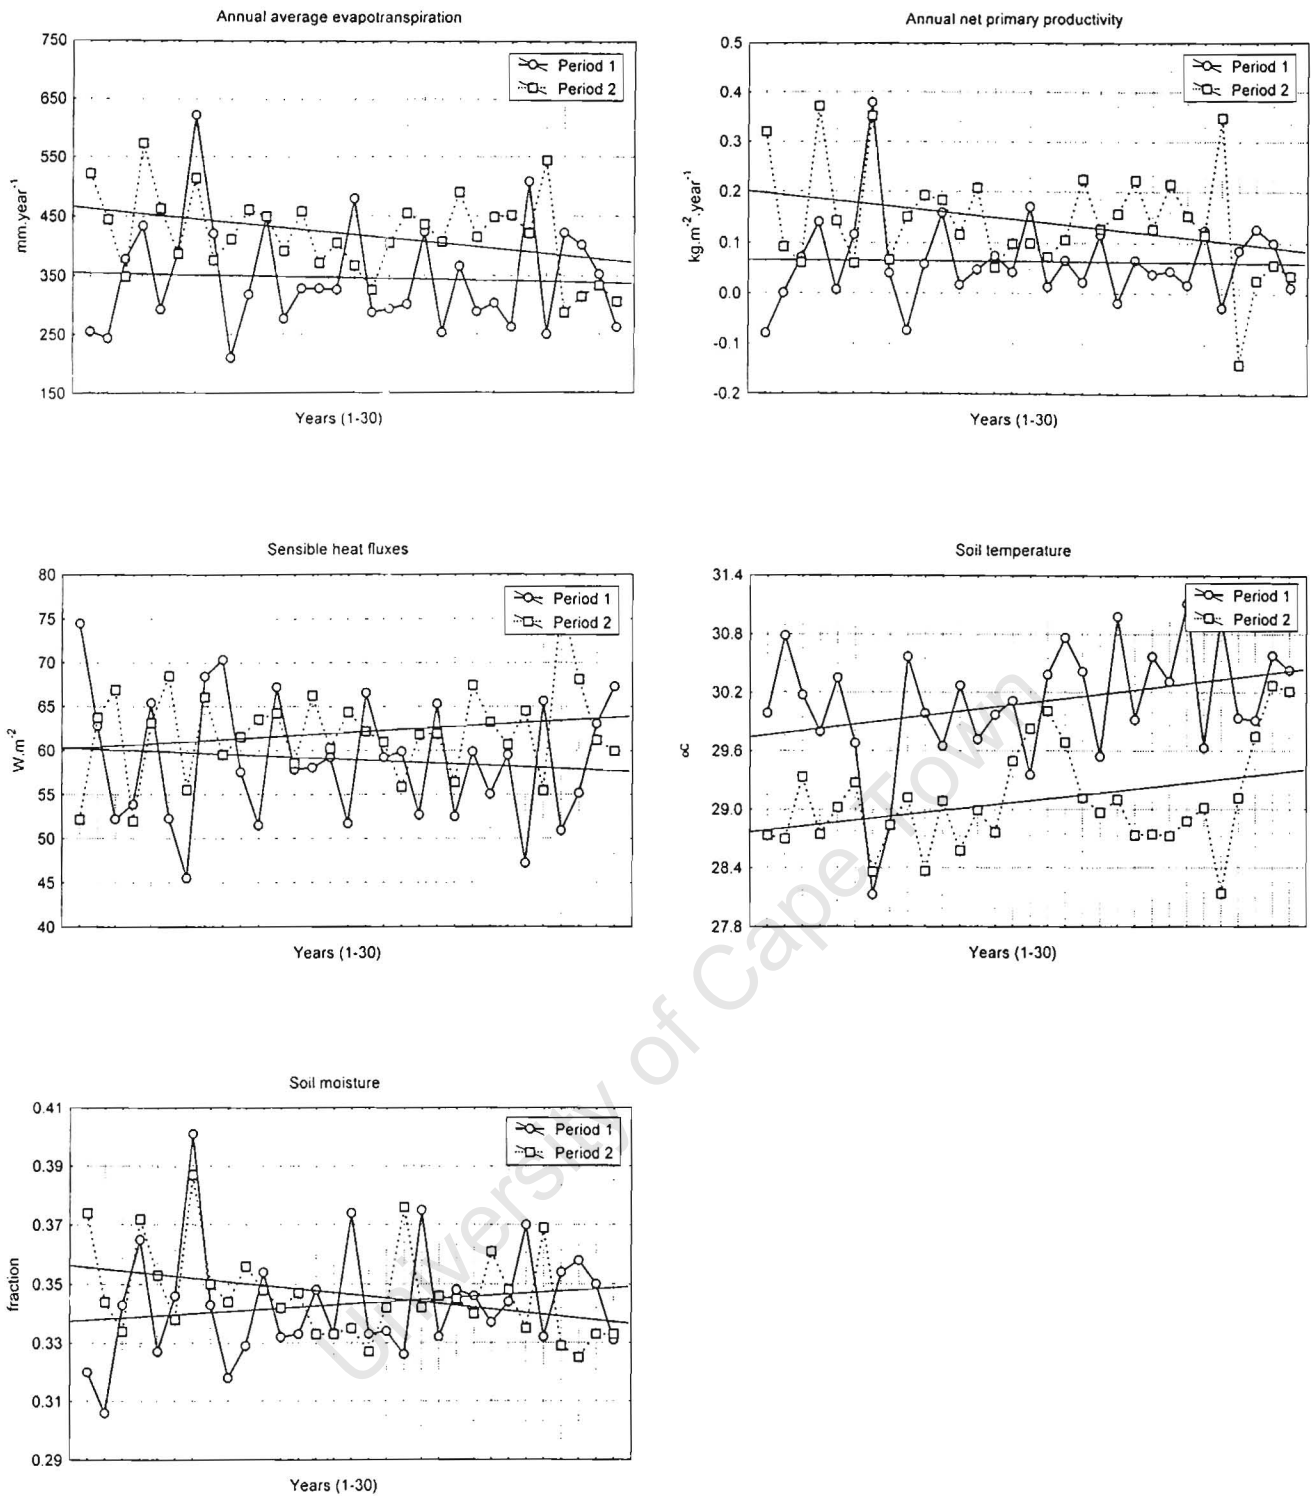 Annual average evapotranspiration
750
650
550
450
350
250
150
mm.year⁻¹
Period 1
Period 2
Years (1-30)
Annual net primary productivity
0.5
0.4
0.3
0.2
0.1
0.0
-0.1
-0.2
kg.m⁻².year⁻¹
Period 1
Period 2
Years (1-30)
Sensible heat fluxes
80
75
70
65
60
55
50
45
40
W.m⁻²
Period 1
Period 2
Years (1-30)
Soil temperature
31.4
30.8
30.2
29.6
29.0
28.4
27.8
oc
Period 1
Period 2
Years (1-30)
Soil moisture
0.41
0.39
0.37
0.35
0.33
0.31
0.29
fraction
Period 1
Period 2
Years (1-30)
University of Cape Town